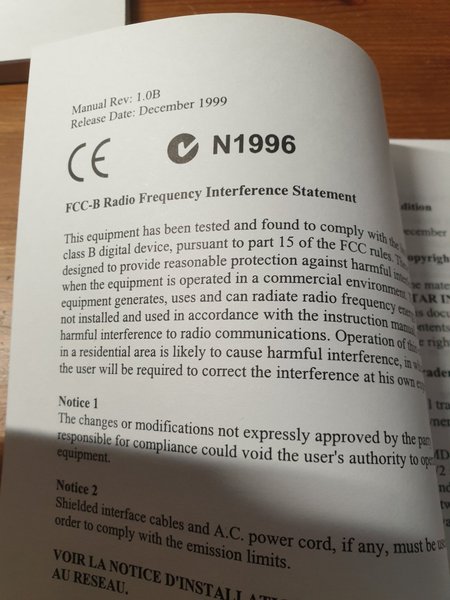 Manual Rev: 1.0B
Release Date: December 1999
CE N1996
FCC-B Radio Frequency Interference Statement
This equipment has been tested and found to comply with the
class B digital device, pursuant to part 15 of the FCC rules.
designed to provide reasonable protection against harmful
when the equipment is operated in a commercial environment.
equipment generates, uses and can radiate radio frequency
not installed and used in accordance with the instruction
harmful interference to radio communications. Operation of
in a residential area is likely to cause harmful interference, in
the user will be required to correct the interference at his own
Notice 1
The changes or modifications not expressly approved by the
responsible for compliance could void the user's authority to
equipment.
Notice 2
Shielded interface cables and A.C. power cord, if any, must be
order to comply with the emission limits.
VOIR LA NOTICE
AU RESEAU.